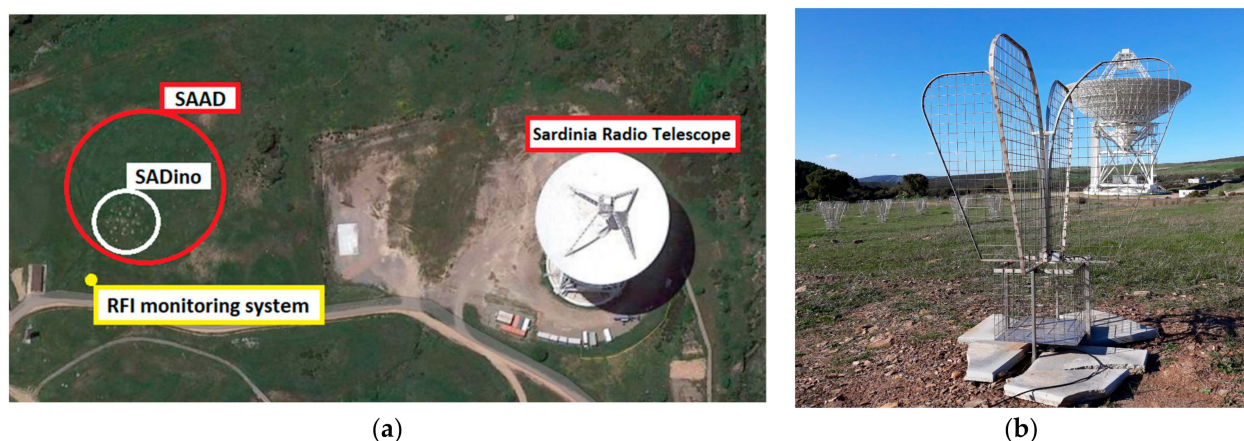 SAAD
Sardinia Radio Telescope
SADino
RFI monitoring system
(a)
(b)